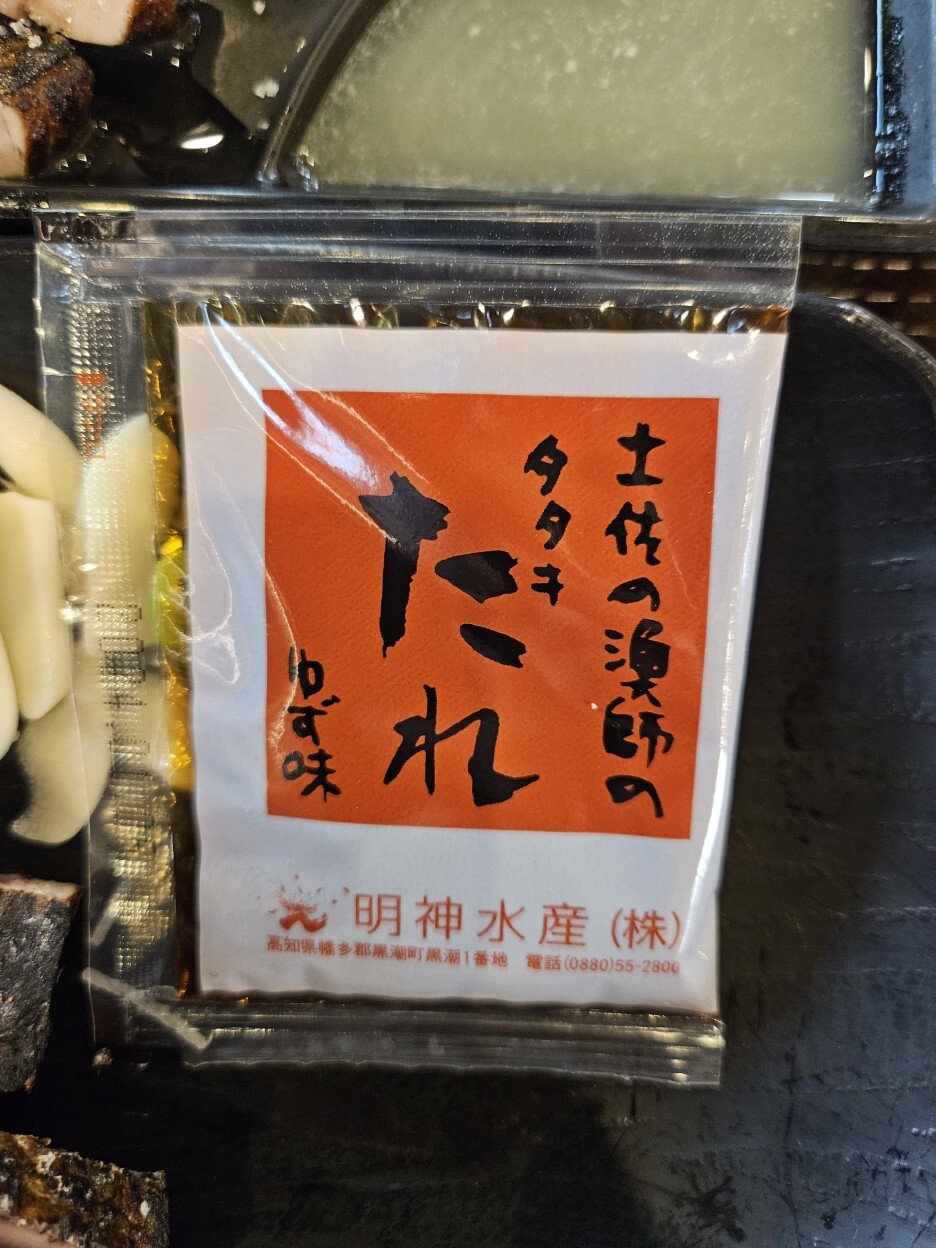 土佐の漁師の
タタキ
たれ
ゆず味
明神水産(株)
高知県幡多郡黒潮町黒潮1番地 電話(0880)55-2800